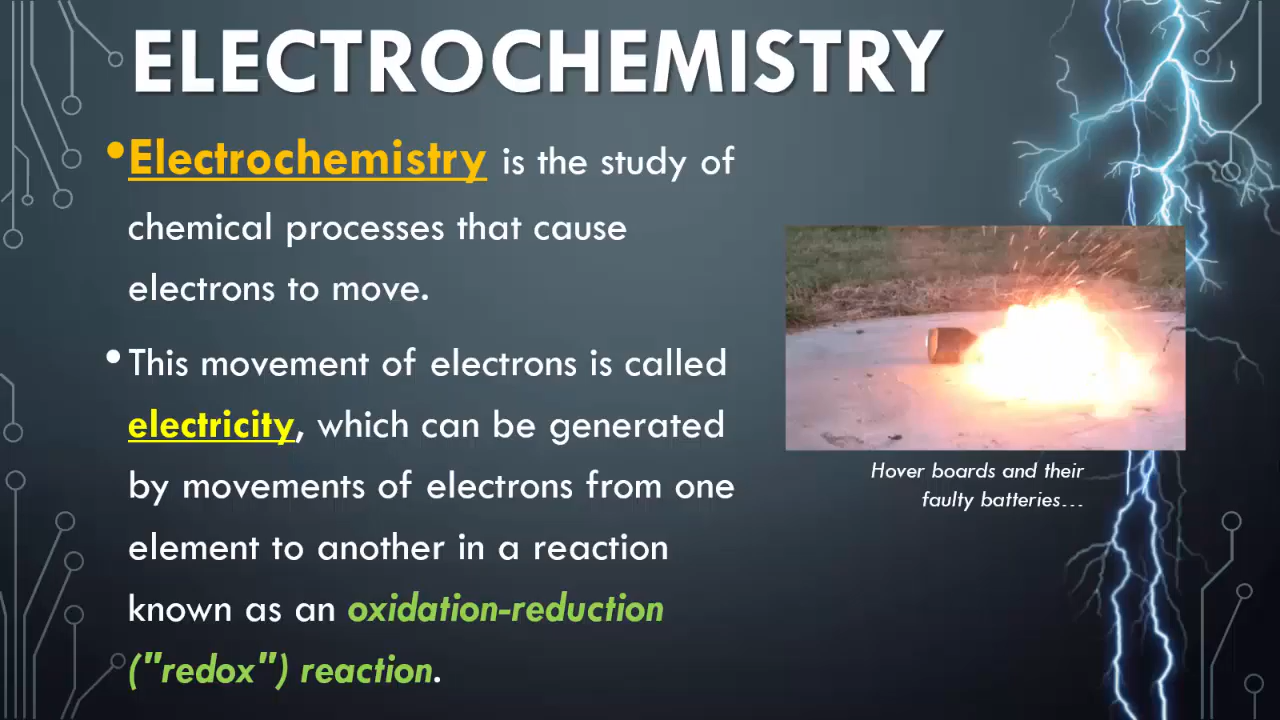 ELECTROCHEMISTRY
•Electrochemistry is the study of
chemical processes that cause
electrons to move.
•This movement of electrons is called
electricity, which can be generated
by movements of electrons from one
element to another in a reaction
known as an oxidation-reduction
("redox") reaction.
Hover boards and their
faulty batteries...